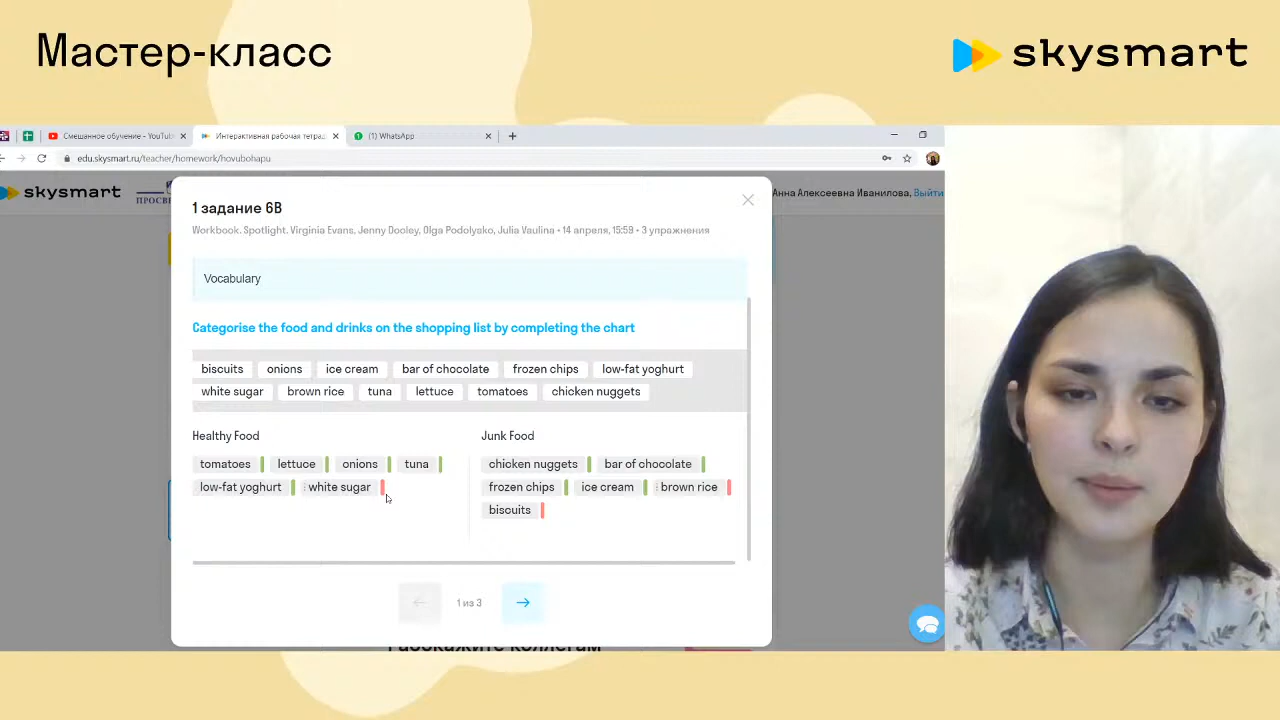 Мастер-класс
skysmart
Смешанное обучение - YouTu
Интерактивная рабочая тетрад
(1) WhatsApp
edu.skysmart.ru/teacher/homework/hovubohapu
skysmart
ПРОСВ
Анна Алексеевна Иванилова, Выйти
1 задание 6В
Workbook. Spotlight. Virginia Evans, Jenny Dooley, Olga Podolyako, Julia Vaulina • 14 апреля, 15:59 • 3 упражнения
Vocabulary
Categorise the food and drinks on the shopping list by completing the chart
biscuits onions ice cream bar of chocolate frozen chips low-fat yoghurt
white sugar brown rice tuna lettuce tomatoes chicken nuggets
Healthy Food
Junk Food
tomatoes lettuce onions tuna
chicken nuggets bar of chocolate
low-fat yoghurt white sugar
frozen chips ice cream brown rice
biscuits
1 из 3
Расскажите коллегам